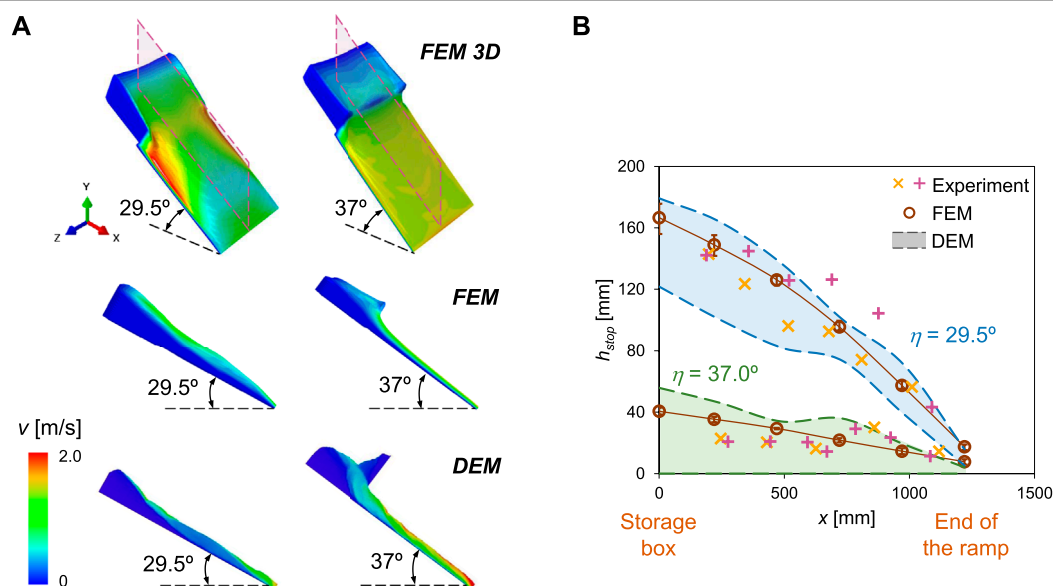 A
FEM 3D
29.5º
37º
Y
Z
X
FEM
29.5º
37º
DEM
v [m/s]
2.0
0
29.5º
37º
B
200
160
120
80
40
0
h_stop [mm]
Experiment
FEM
DEM
η = 29.5º
η = 37.0º
0
500
1000
1500
x [mm]
Storage
box
End of
the ramp